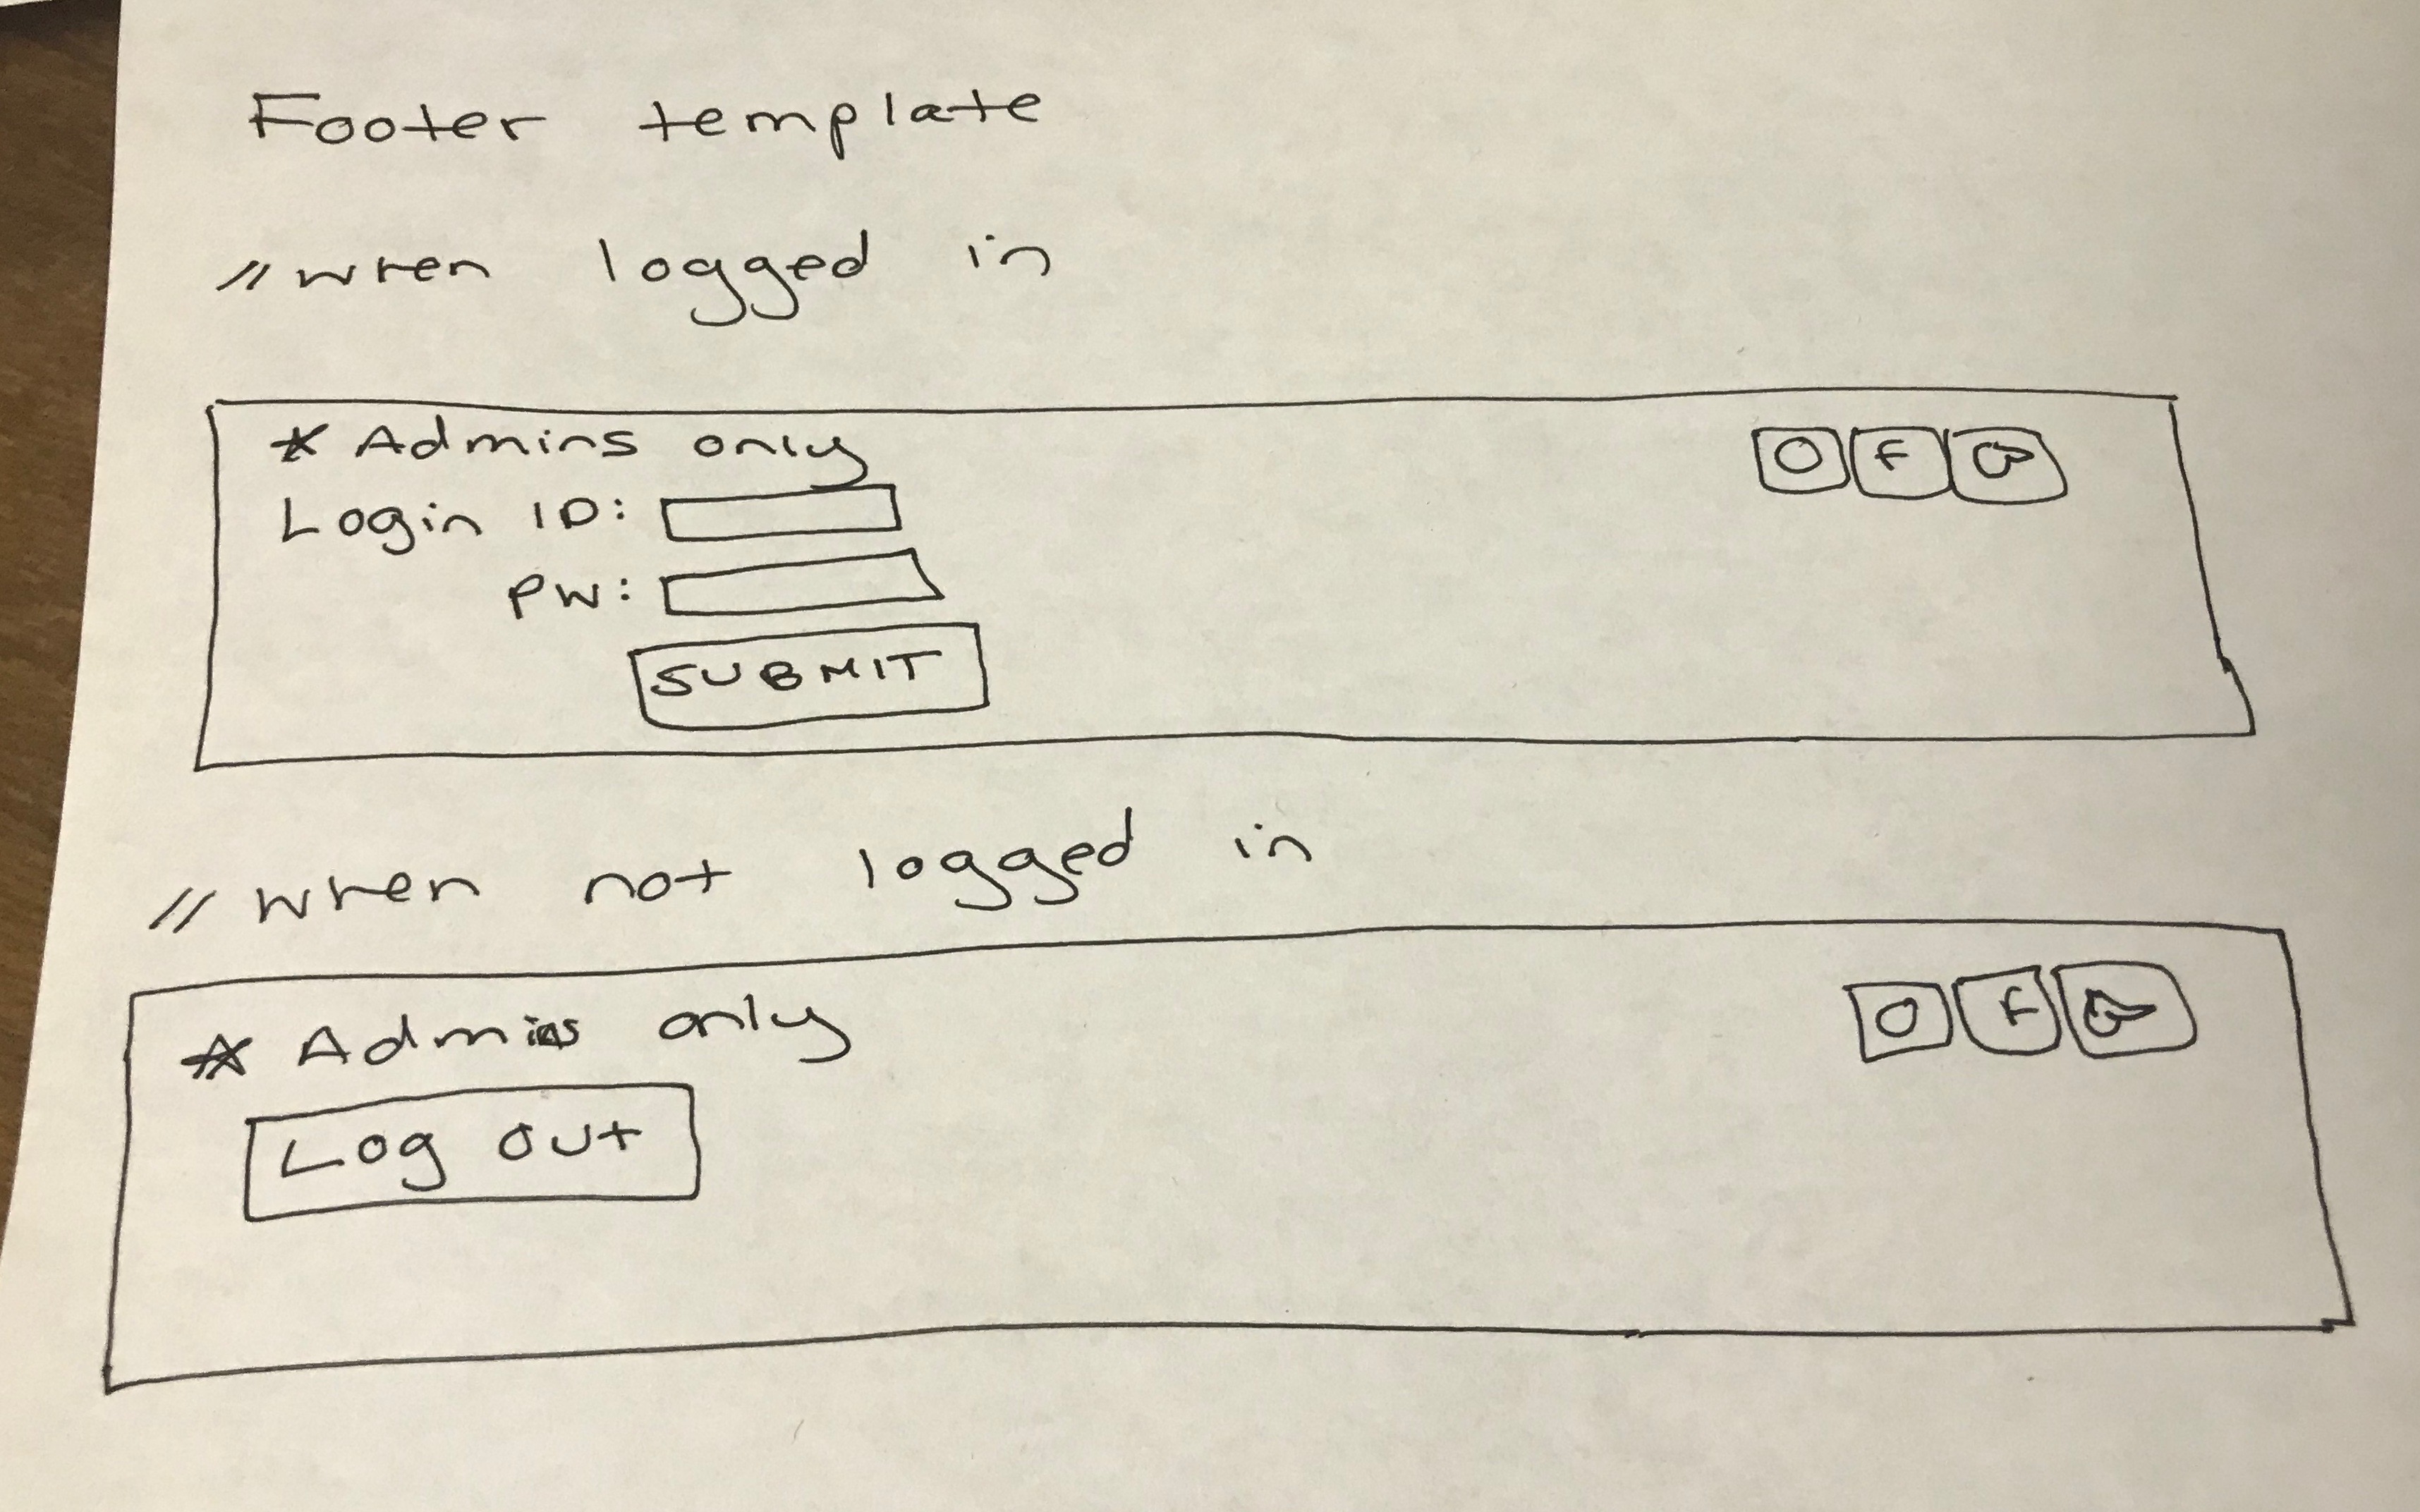 Footer template
// when logged in
* Admins only
F
Login ID:
PW:
SUBMIT
// when not logged in
* Admins only
F
Log out